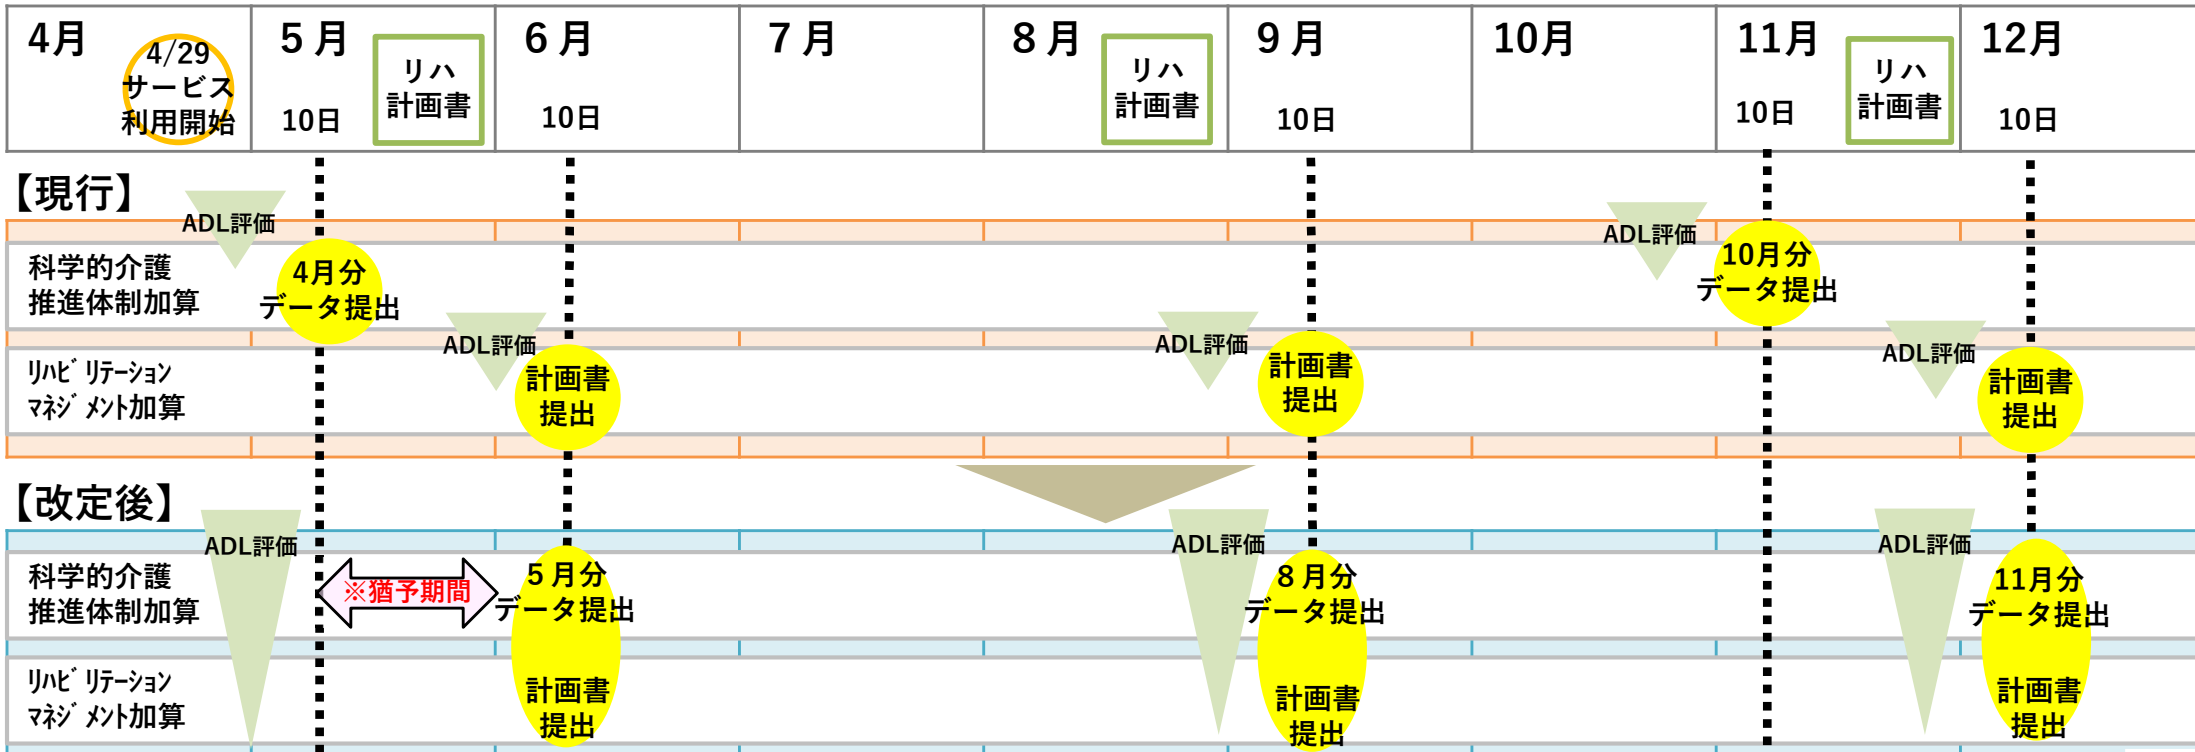 4月
4/29
サービス
利用開始
５月
10日
リハ
計画書
６月
10日
７月
８月
リハ
計画書
９月
10日
10月
11月
10日
リハ
計画書
12月
10日
【現行】
ADL評価
ADL評価
科学的介護
推進体制加算
4月分
データ提出
10月分
データ提出
ADL評価
ADL評価
ADL評価
ﾘﾊﾋﾞﾘﾃｰｼｮﾝ
ﾏﾈｼﾞﾒﾝﾄ加算
計画書
提出
計画書
提出
計画書
提出
【改定後】
ADL評価
ADL評価
ADL評価
科学的介護
推進体制加算
※猶予期間
５月分
データ提出
８月分
データ提出
11月分
データ提出
ﾘﾊﾋﾞﾘﾃｰｼｮﾝ
ﾏﾈｼﾞﾒﾝﾄ加算
計画書
提出
計画書
提出
計画書
提出